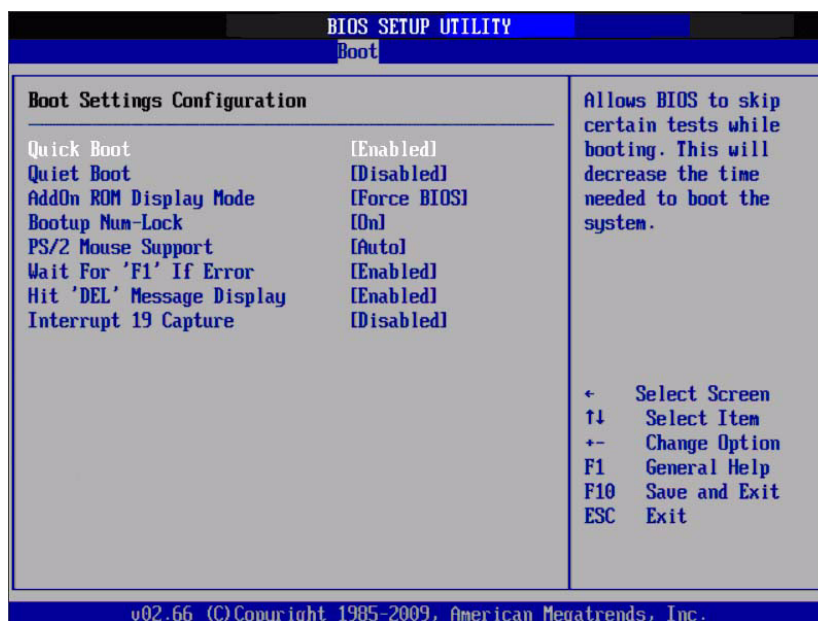 BIOS SETUP UTILITY
Boot
Boot Settings Configuration
Quick Boot [Enabled]
Quiet Boot [Disabled]
AddOn ROM Display Mode [Force BIOS]
Bootup Num-Lock [On]
PS/2 Mouse Support [Auto]
Wait For 'F1' If Error [Enabled]
Hit 'DEL' Message Display [Enabled]
Interrupt 19 Capture [Disabled]
Allows BIOS to skip
certain tests while
booting. This will
decrease the time
needed to boot the
system.
← Select Screen
↑↓ Select Item
+- Change Option
F1 General Help
F10 Save and Exit
ESC Exit
v02.66 (C)Copyright 1985-2009, American Megatrends, Inc.